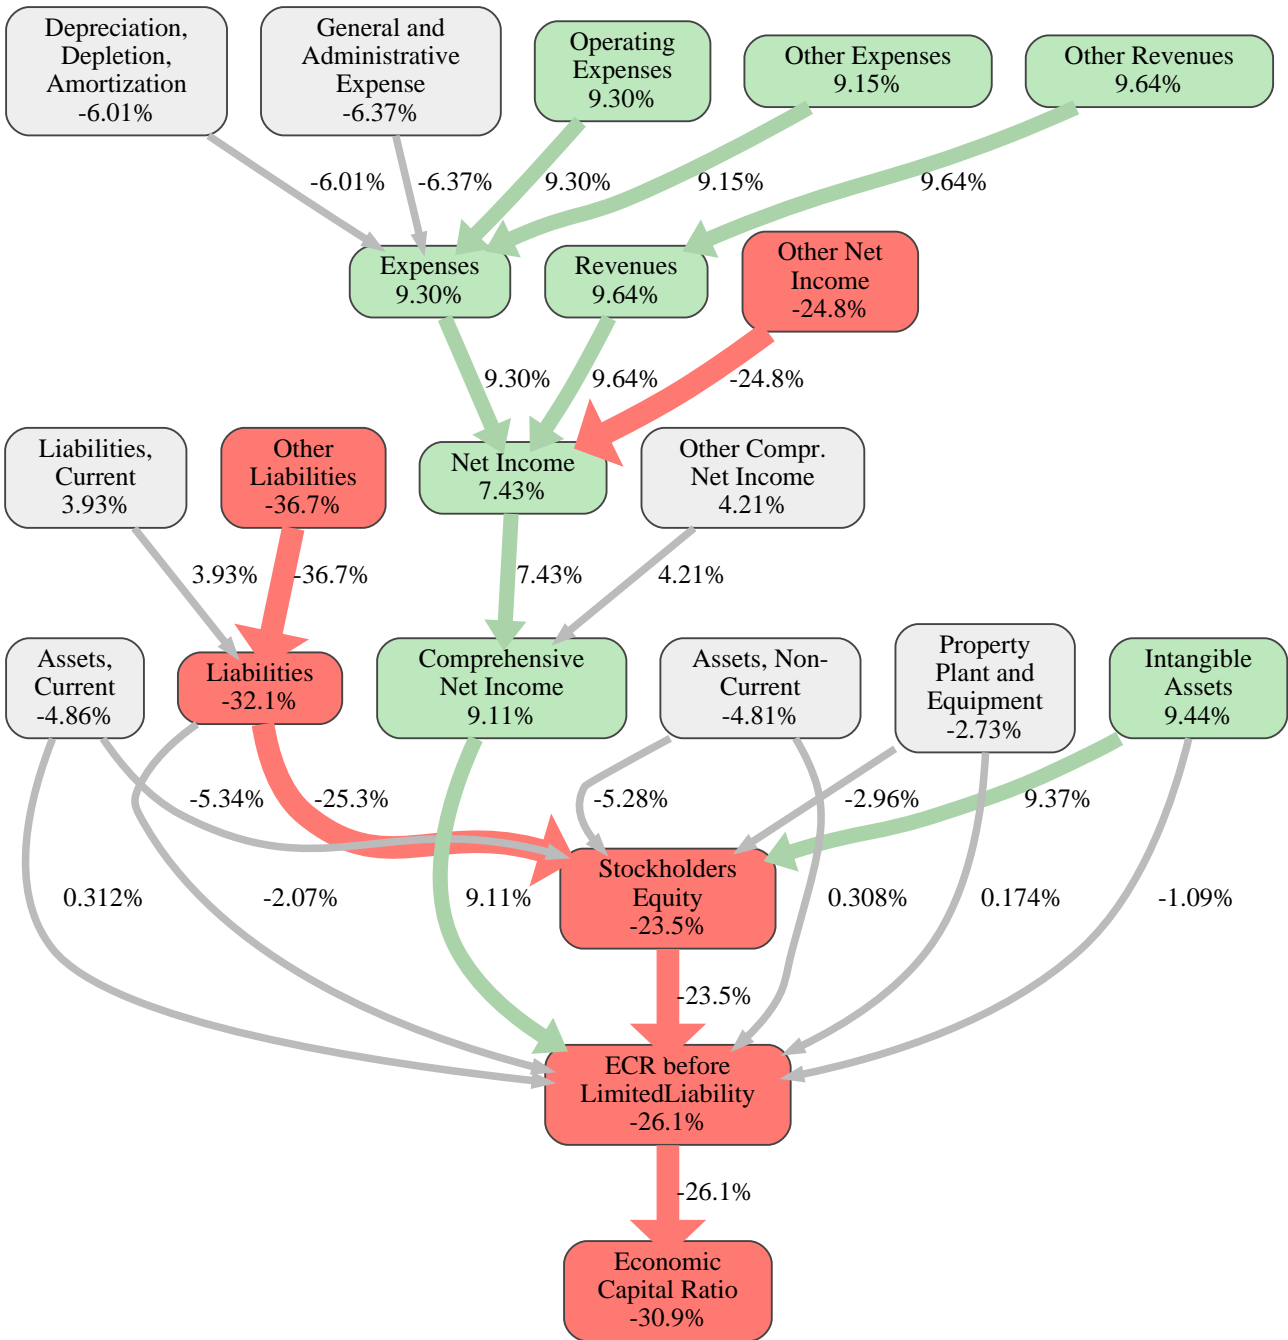 Depreciation,
Depletion,
Amortization
-6.01%
General and
Administrative
Expense
-6.37%
Operating
Expenses
9.30%
Other Expenses
9.15%
Other Revenues
9.64%
-6.01%
-6.37%
9.30%
9.15%
9.64%
Expenses
9.30%
Revenues
9.64%
Other Net
Income
-24.8%
9.30%
9.64%
-24.8%
Liabilities,
Current
3.93%
Other
Liabilities
-36.7%
Net Income
7.43%
Other Compr.
Net Income
4.21%
3.93%
-36.7%
7.43%
4.21%
Assets,
Current
-4.86%
Liabilities
-32.1%
Comprehensive
Net Income
9.11%
Assets, Non-
Current
-4.81%
Property
Plant and
Equipment
-2.73%
Intangible
Assets
9.44%
-5.34%
-25.3%
-5.28%
-2.96%
9.37%
Stockholders
Equity
-23.5%
0.312%
-2.07%
9.11%
0.308%
0.174%
-1.09%
-23.5%
ECR before
LimitedLiability
-26.1%
-26.1%
Economic
Capital Ratio
-30.9%